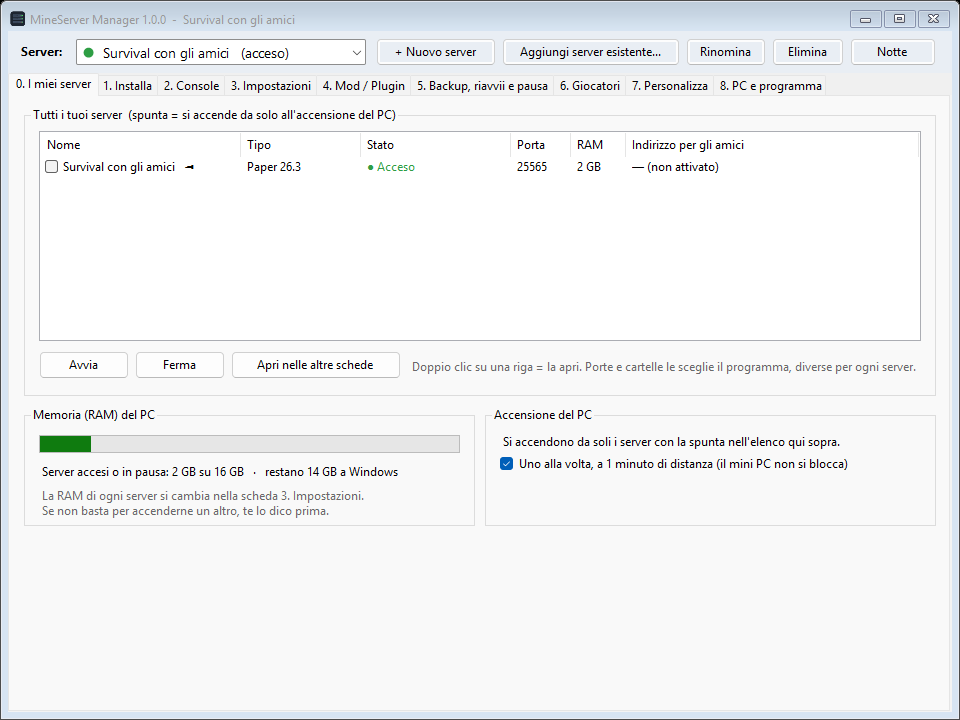 MineServer Manager 1.0.0 - Survival con gli amici
Server: Survival con gli amici (acceso) + Nuovo server Aggiungi server esistente... Rinomina Elimina Notte
0. I miei server 1. Installa 2. Console 3. Impostazioni 4. Mod / Plugin 5. Backup, riavvii e pausa 6. Giocatori 7. Personalizza 8. PC e programma
Tutti i tuoi server (spunta = si accende da solo all'accensione del PC)
Nome Tipo Stato Porta RAM Indirizzo per gli amici
Survival con gli amici ◄ Paper 26.3 ● Acceso 25565 2 GB — (non attivato)
Avvia Ferma Apri nelle altre schede Doppio clic su una riga = la apri. Porte e cartelle le sceglie il programma, diverse per ogni server.
Memoria (RAM) del PC
Server accesi o in pausa: 2 GB su 16 GB · restano 14 GB a Windows
La RAM di ogni server si cambia nella scheda 3. Impostazioni.
Se non basta per accenderne un altro, te lo dico prima.
Accensione del PC
Si accendono da soli i server con la spunta nell'elenco qui sopra.
Uno alla volta, a 1 minuto di distanza (il mini PC non si blocca)